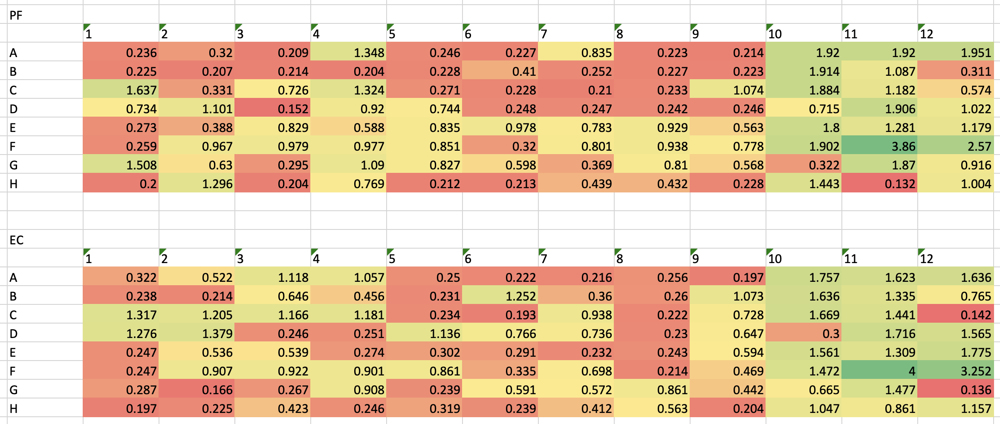 PF
1 2 3 4 5 6 7 8 9 10 11 12
A 0.236 0.32 0.209 1.348 0.246 0.227 0.835 0.223 0.214 1.92 1.92 1.951
B 0.225 0.207 0.214 0.204 0.228 0.41 0.252 0.227 0.223 1.914 1.087 0.311
C 1.637 0.331 0.726 1.324 0.271 0.228 0.21 0.233 1.074 1.884 1.182 0.574
D 0.734 1.101 0.152 0.92 0.744 0.248 0.247 0.242 0.246 0.715 1.906 1.022
E 0.273 0.388 0.829 0.588 0.835 0.978 0.783 0.929 0.563 1.8 1.281 1.179
F 0.259 0.967 0.979 0.977 0.851 0.32 0.801 0.938 0.778 1.902 3.86 2.57
G 1.508 0.63 0.295 1.09 0.827 0.598 0.369 0.81 0.568 0.322 1.87 0.916
H 0.2 1.296 0.204 0.769 0.212 0.213 0.439 0.432 0.228 1.443 0.132 1.004
EC
1 2 3 4 5 6 7 8 9 10 11 12
A 0.322 0.522 1.118 1.057 0.25 0.222 0.216 0.256 0.197 1.757 1.623 1.636
B 0.238 0.214 0.646 0.456 0.231 1.252 0.36 0.26 1.073 1.636 1.335 0.765
C 1.317 1.205 1.166 1.181 0.234 0.193 0.938 0.222 0.728 1.669 1.441 0.142
D 1.276 1.379 0.246 0.251 1.136 0.766 0.736 0.23 0.647 0.3 1.716 1.565
E 0.247 0.536 0.539 0.274 0.302 0.291 0.232 0.243 0.594 1.561 1.309 1.775
F 0.247 0.907 0.922 0.901 0.861 0.335 0.698 0.214 0.469 1.472 4 3.252
G 0.287 0.166 0.267 0.908 0.239 0.591 0.572 0.861 0.442 0.665 1.477 0.136
H 0.197 0.225 0.423 0.246 0.319 0.239 0.412 0.563 0.204 1.047 0.861 1.157